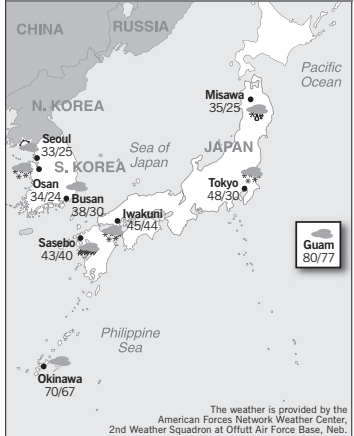 CHINA
RUSSIA
Pacific
Ocean
Misawa
35/25
N. KOREA
Seoul
33/25
Sea of
Japan
JAPAN
S. KOREA
Osan
34/24
Busan
38/30
Tokyo
48/30
Iwakuni
45/44
Sasebo
43/40
Guam
80/77
Philippine
Sea
Okinawa
70/67
The weather is provided by the
American Forces Network Weather Center,
2nd Weather Squadron at Offutt Air Force Base, Neb.